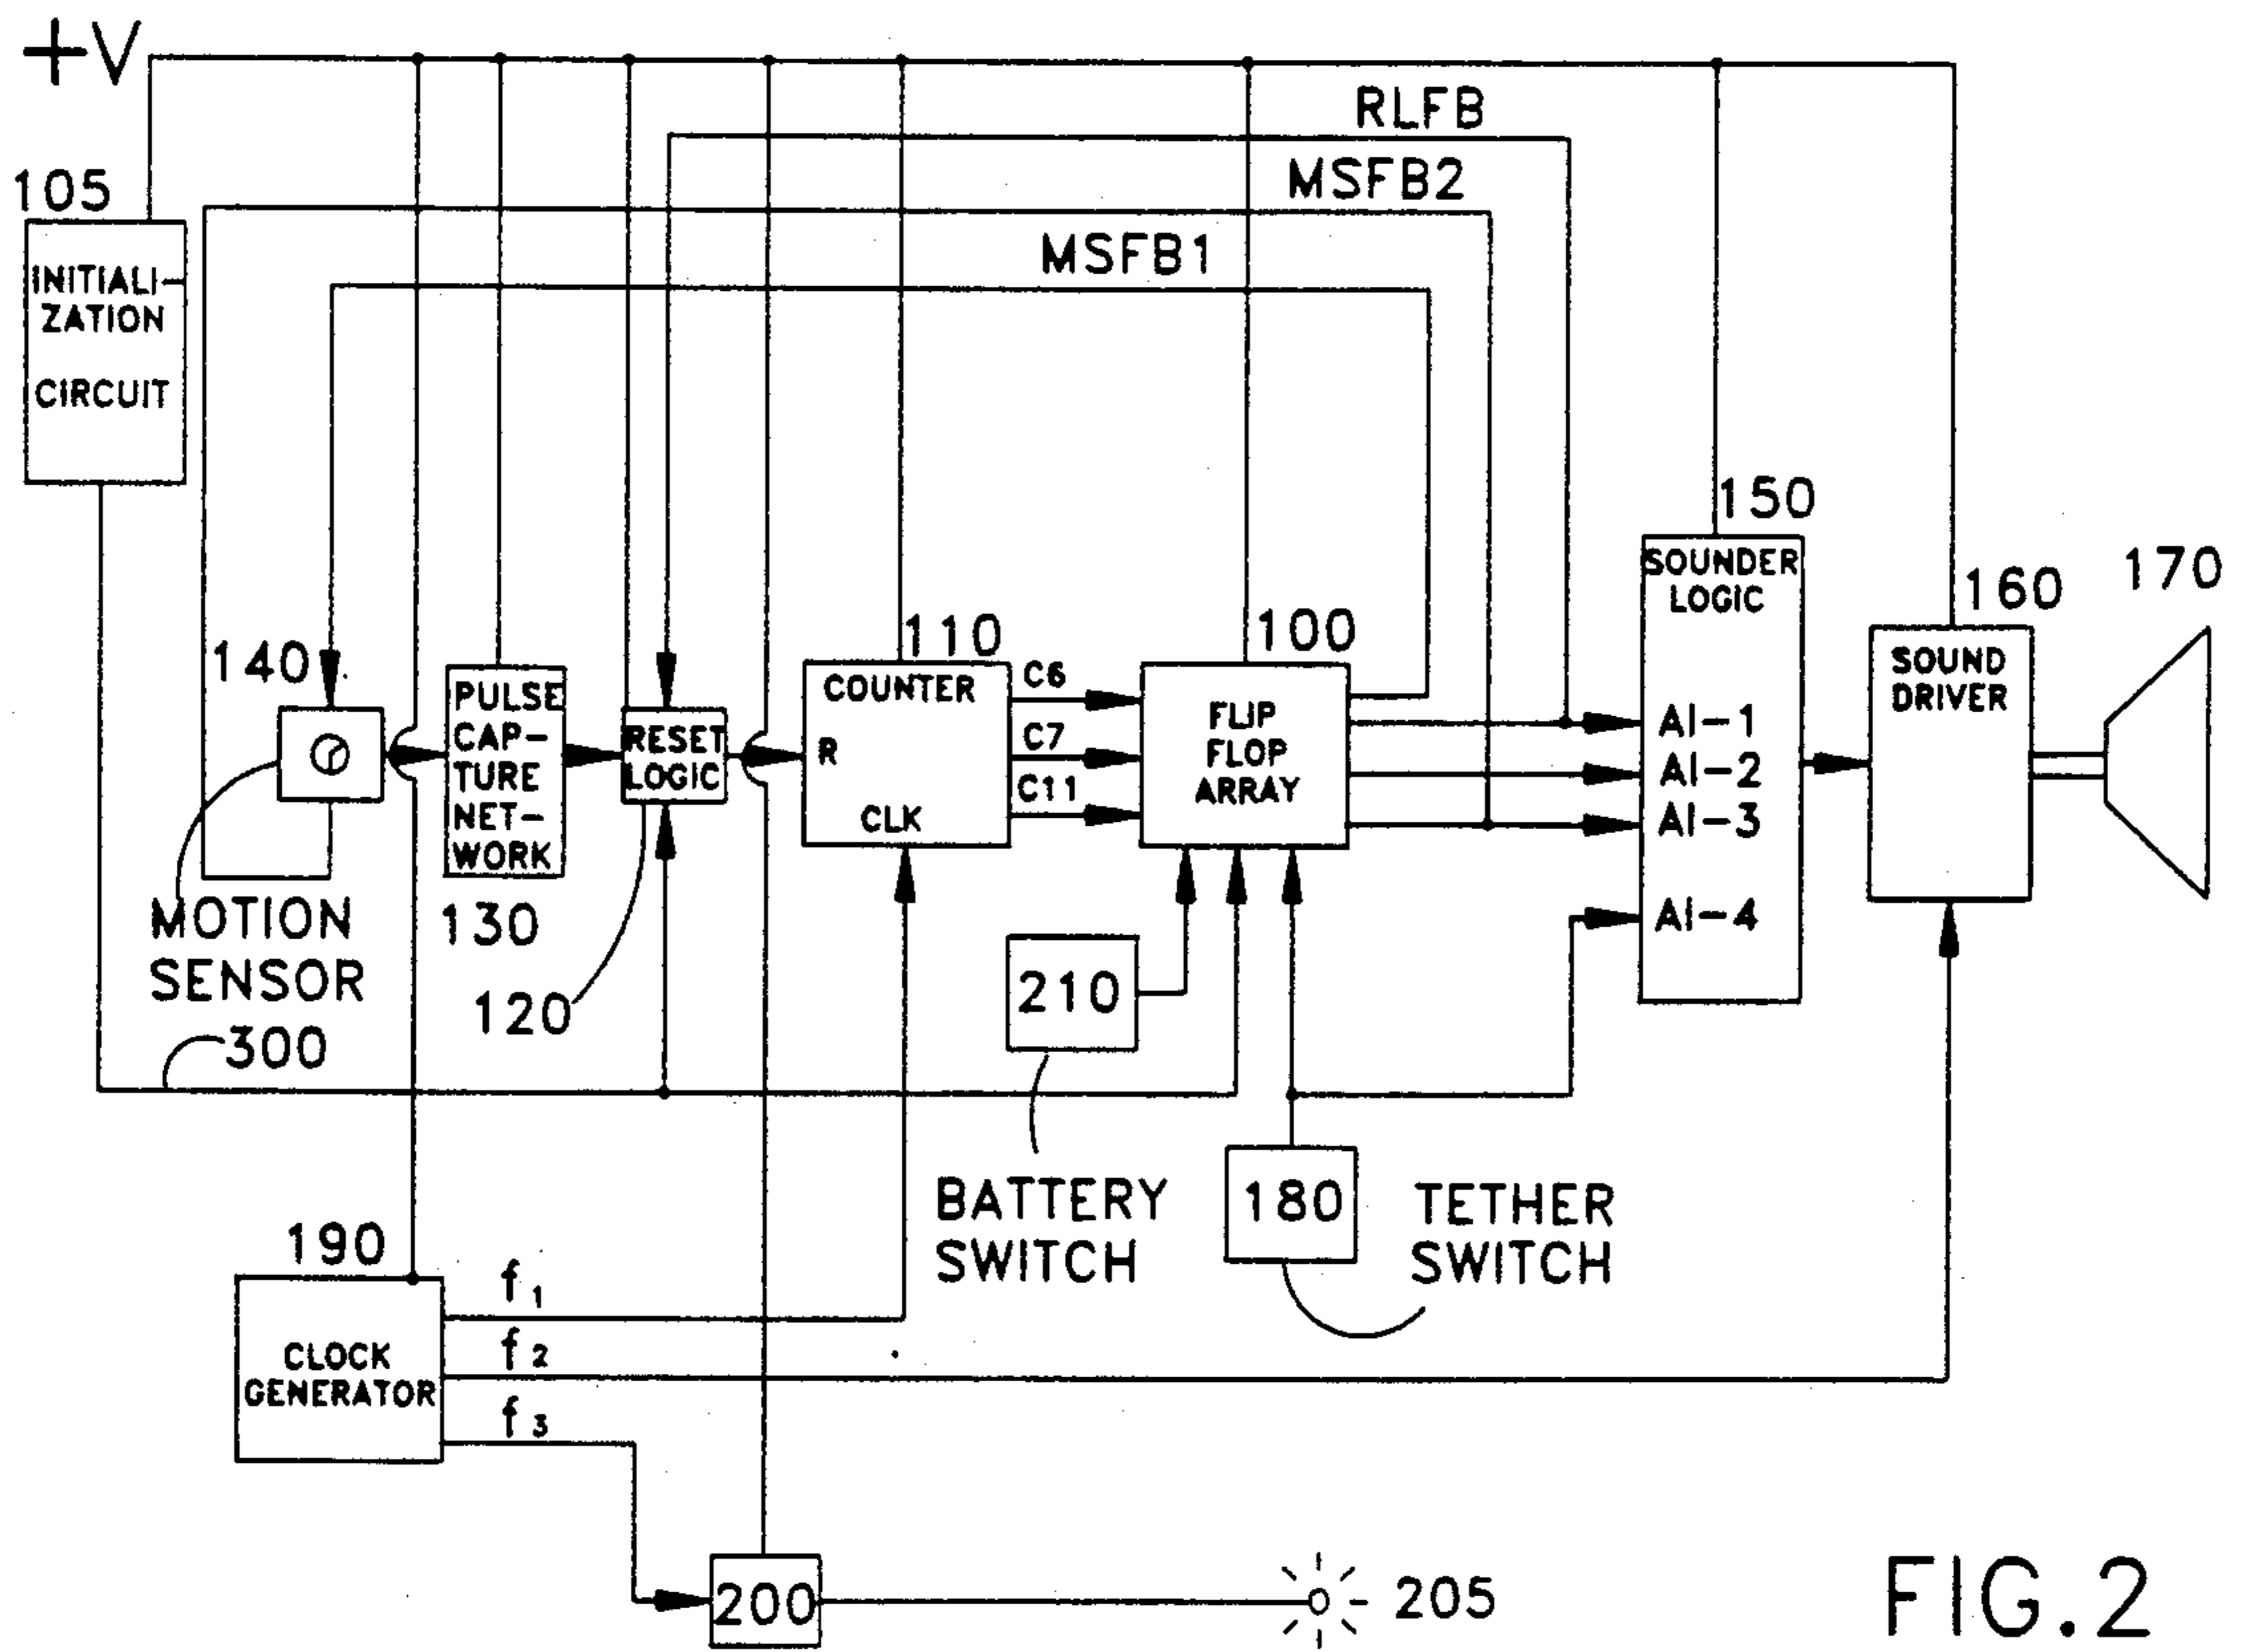 +V
RLFB
MSFB2
MSFB1
105
INITIALI-
ZATION
CIRCUIT
140
MOTION
SENSOR
300
PULSE
CAP-
TURE
NET-
WORK
130
RESET
LOGIC
120
110
COUNTER
R
CLK
C6
C7
C11
100
FLIP
FLOP
ARRAY
150
SOUNDER
LOGIC
AI-1
AI-2
AI-3
AI-4
160
SOUND
DRIVER
170
210
BATTERY
SWITCH
180
TETHER
SWITCH
190
CLOCK
GENERATOR
f1
f2
f3
200
205
FIG.2